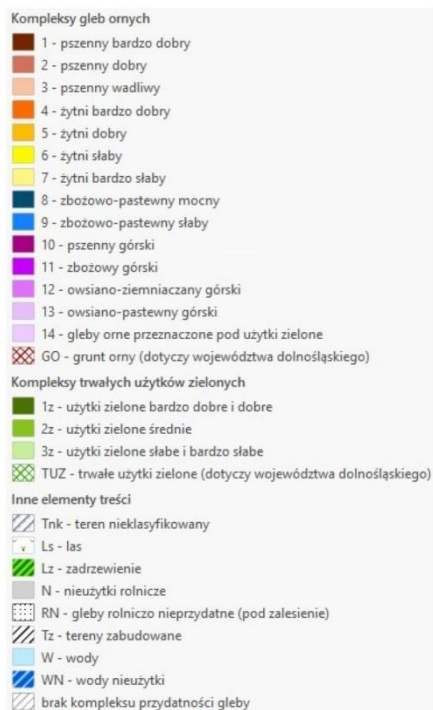 Kompleksy gleb ornych
1 - pszenny bardzo dobry
2 - pszenny dobry
3 - pszenny wadliwy
4 - żytni bardzo dobry
5 - żytni dobry
6 - żytni słaby
7 - żytni bardzo słaby
8 - zbożowo-pastewny mocny
9 - zbożowo-pastewny słaby
10 - pszenny górski
11 - zbożowy górski
12 - owsiano-ziemniaczany górski
13 - owsiano-pastewny górski
14 - gleby orne przeznaczone pod użytki zielone
GO - grunt orny (dotyczy województwa dolnośląskiego)
Kompleksy trwałych użytków zielonych
1z - użytki zielone bardzo dobre i dobre
2z - użytki zielone średnie
3z - użytki zielone słabe i bardzo słabe
TUZ - trwałe użytki zielone (dotyczy województwa dolnośląskiego)
Inne elementy treści
Tnk - teren nieklasyfikowany
Ls - las
Lz - zadrzewienie
N - nieużytki rolnicze
RN - gleby rolniczo nieprzydatne (pod zalesienie)
Tz - tereny zabudowane
W - wody
WN - wody nieużytki
brak kompleksu przydatności gleby